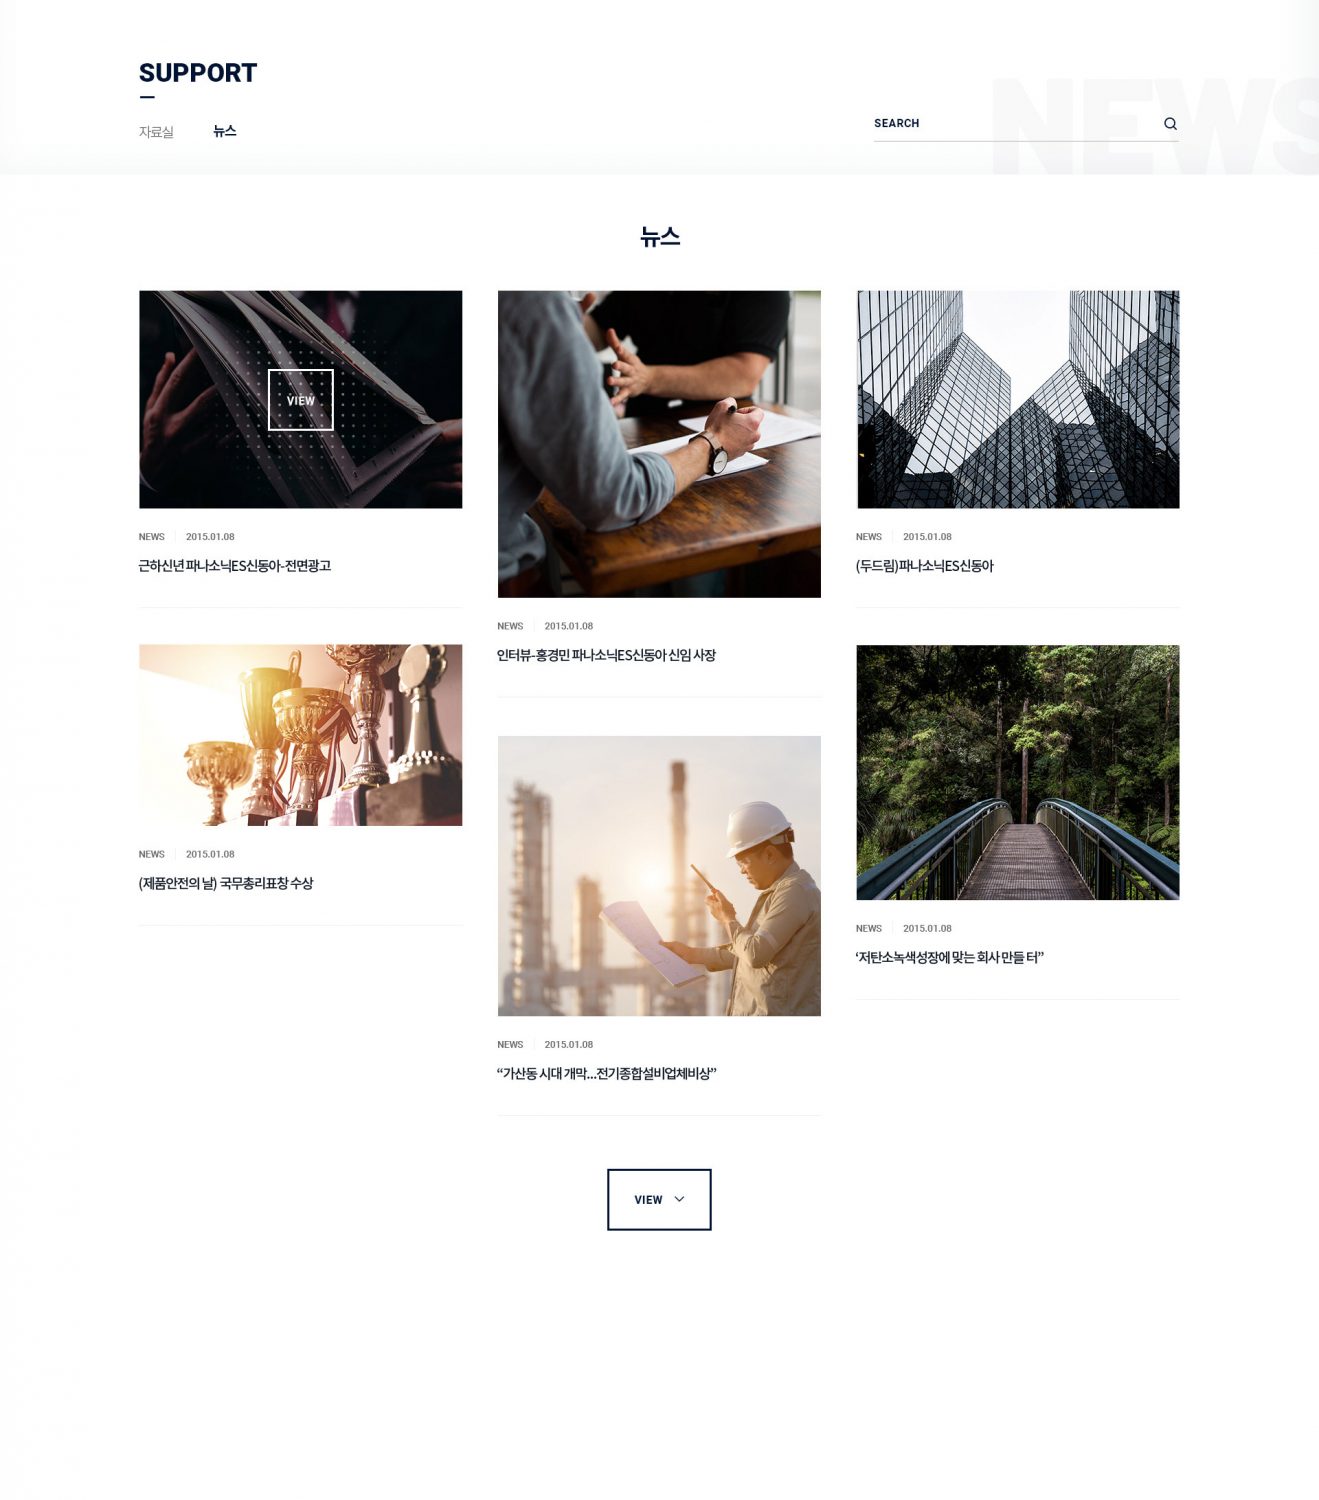 SUPPORT
자료실
뉴스
SEARCH
NEWS
뉴스
VIEW
NEWS 2015.01.08
근하신년 파나소닉ES신동아-전면광고
NEWS 2015.01.08
인터뷰-홍경민 파나소닉ES신동아 신임 사장
NEWS 2015.01.08
(두드림)파나소닉ES신동아
NEWS 2015.01.08
(제품안전의 날) 국무총리표창 수상
NEWS 2015.01.08
“가산동 시대 개막...전기종합설비업체비상”
NEWS 2015.01.08
‘저탄소녹색성장에 맞는 회사 만들 터”
VIEW